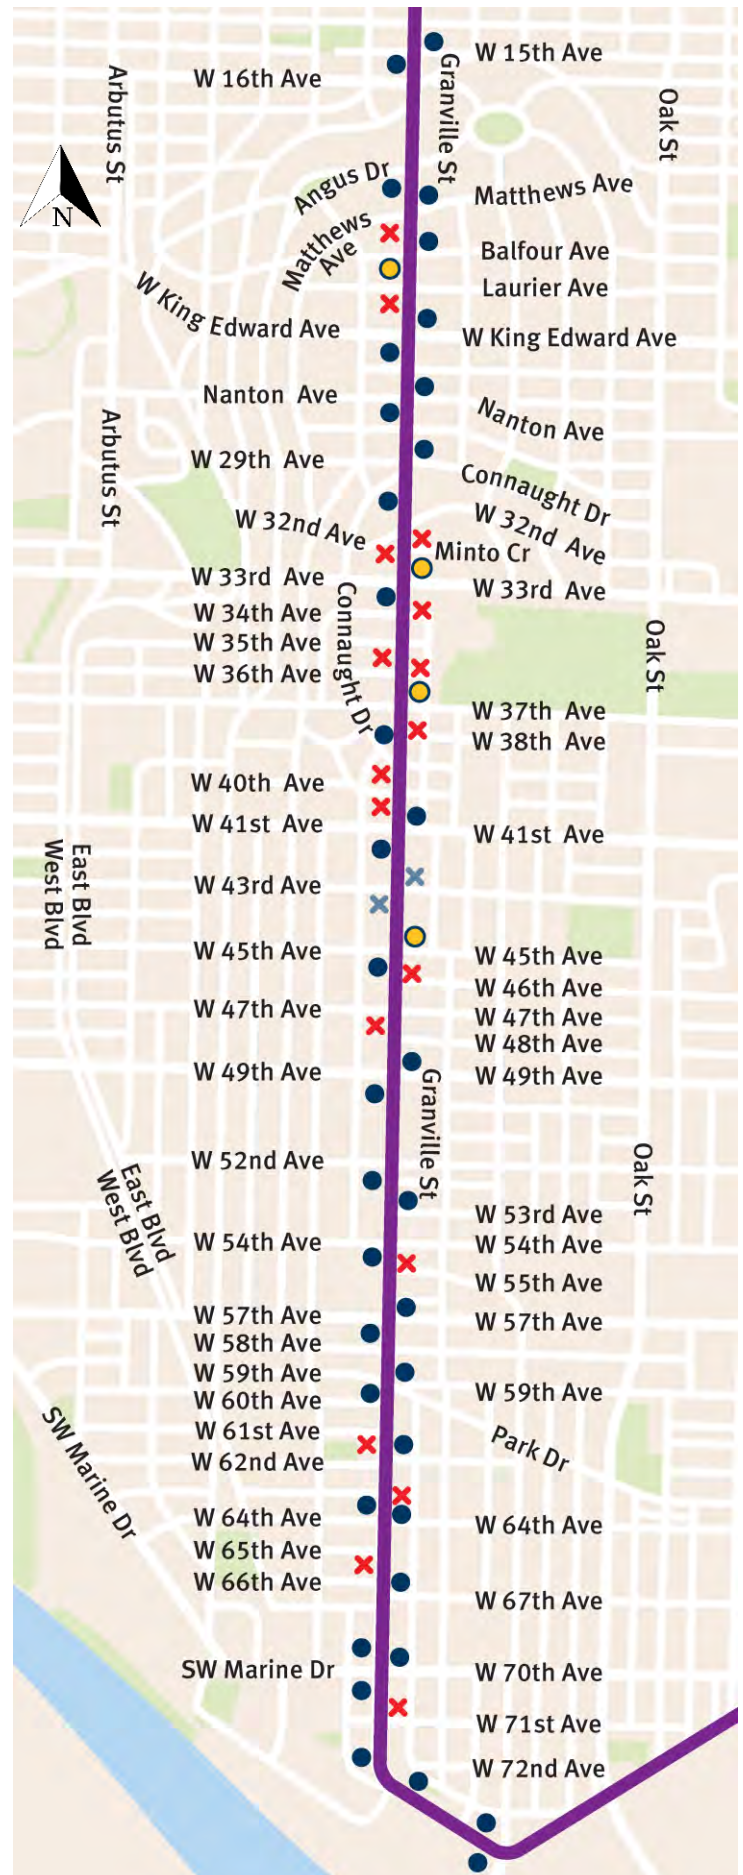 W 15th Ave
W 16th Ave
Arbutus St
Granville St
Oak St
Angus Dr
Matthews Ave
N
Matthews
Ave
Balfour Ave
Laurier Ave
W King Edward Ave
W King Edward Ave
Nanton Ave
Nanton Ave
Arbutus St
W 29th Ave
Connaught Dr
W 32nd Ave
W 32nd Ave
Minto Cr
W 33rd Ave
W 33rd Ave
Connaught Dr
W 34th Ave
W 35th Ave
Oak St
W 36th Ave
W 37th Ave
W 38th Ave
W 40th Ave
W 41st Ave
W 41st Ave
East Blvd
West Blvd
W 43rd Ave
W 45th Ave
W 45th Ave
W 46th Ave
W 47th Ave
W 47th Ave
W 48th Ave
W 49th Ave
W 49th Ave
Granville St
Oak St
W 52nd Ave
East Blvd
West Blvd
W 53rd Ave
W 54th Ave
W 54th Ave
W 55th Ave
W 57th Ave
W 57th Ave
W 58th Ave
W 59th Ave
W 59th Ave
W 60th Ave
SW Marine Dr
W 61st Ave
Park Dr
W 62nd Ave
W 64th Ave
W 64th Ave
W 65th Ave
W 66th Ave
W 67th Ave
SW Marine Dr
W 70th Ave
W 71st Ave
W 72nd Ave